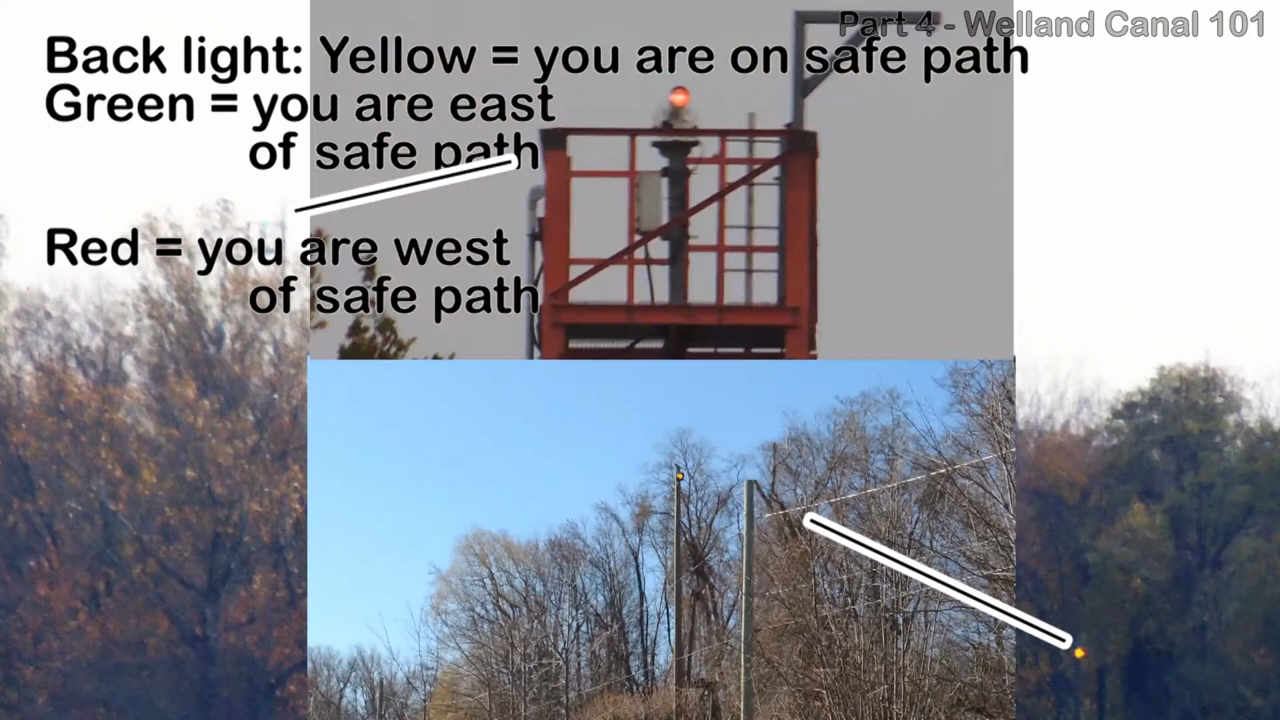 Part 4 - Welland Canal 101
Back light: Yellow = you are on safe path
Green = you are east
of safe path
Red = you are west
of safe path